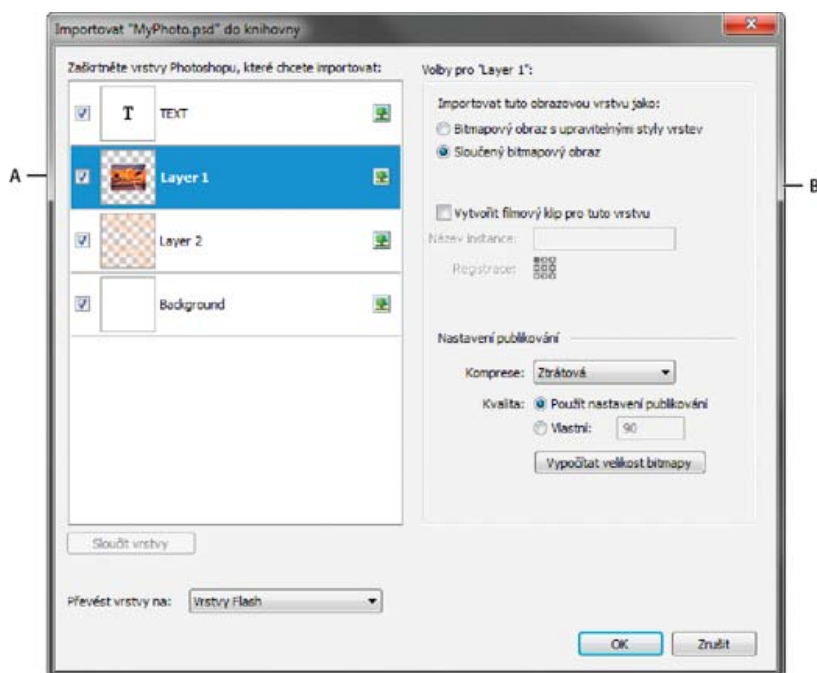 Importovat "MyPhoto.psd" do knihovny
Zaškrtněte vrstvy Photoshopu, které chcete importovat:
T TEXT
Layer 1
Layer 2
Background
Sloučit vrstvy
Převést vrstvy na: Vrstvy Flash
Volby pro "Layer 1":
Importovat tuto obrazovou vrstvu jako:
Bitmapový obraz s upravitelnými styly vrstev
Sloučený bitmapový obraz
Vytvořit filmový klip pro tuto vrstvu
Název instance:
Registrace:
Nastavení publikování
Komprese: Ztrátová
Kvalita: Použít nastavení publikování
Vlastní: 90
Vypočítat velikost bitmapy
OK Zrušit
A
B